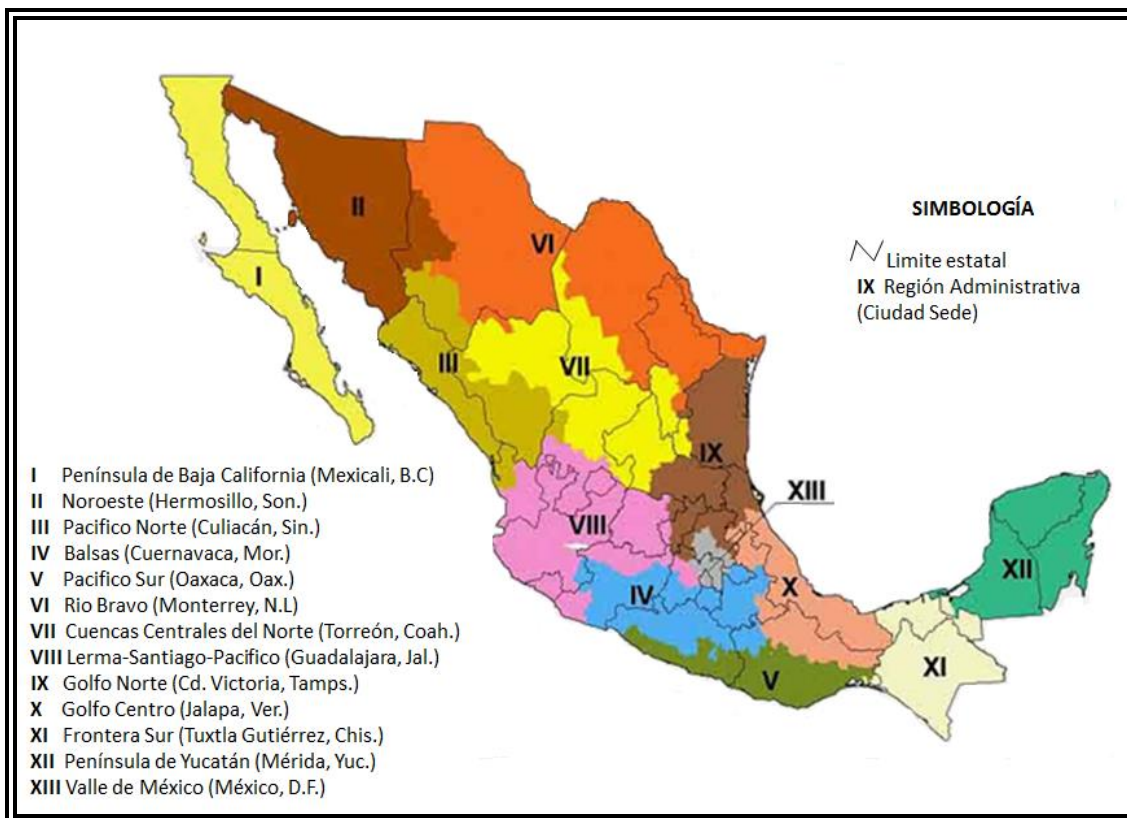 SIMBOLOGÍA
Limite estatal
IX Región Administrativa
(Ciudad Sede)
I
II
III
IV
V
VI
VII
VIII
IX
X
XI
XII
XIII
I Península de Baja California (Mexicali, B.C)
II Noroeste (Hermosillo, Son.)
III Pacifico Norte (Culiacán, Sin.)
IV Balsas (Cuernavaca, Mor.)
V Pacifico Sur (Oaxaca, Oax.)
VI Rio Bravo (Monterrey, N.L)
VII Cuencas Centrales del Norte (Torreón, Coah.)
VIII Lerma-Santiago-Pacifico (Guadalajara, Jal.)
IX Golfo Norte (Cd. Victoria, Tamps.)
X Golfo Centro (Jalapa, Ver.)
XI Frontera Sur (Tuxtla Gutiérrez, Chis.)
XII Península de Yucatán (Mérida, Yuc.)
XIII Valle de México (México, D.F.)